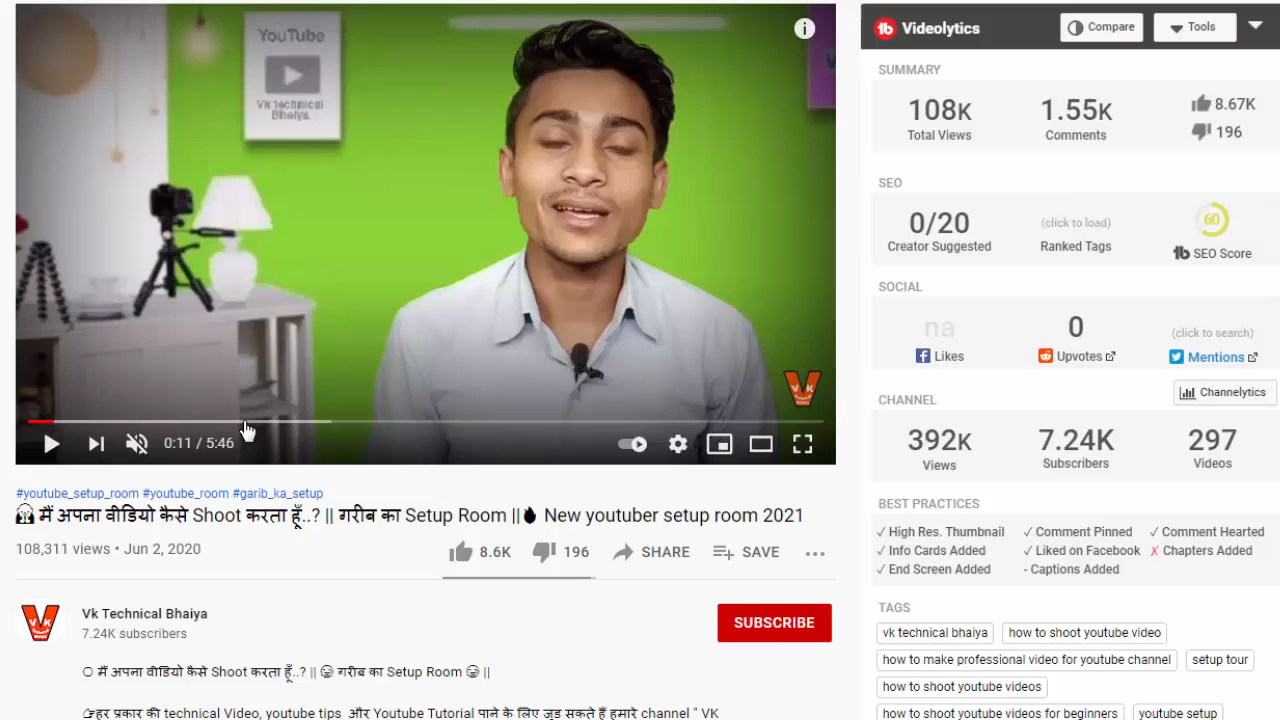 YouTube
Vk technical
Bhaiya
i
0:11 / 5:46
#youtube_setup_room #youtube_room #garib_ka_setup
मैं अपना वीडियो कैसे Shoot करता हूँ..? || गरीब का Setup Room || New youtuber setup room 2021
108,311 views • Jun 2, 2020
8.6K
196
SHARE
SAVE
Vk Technical Bhaiya
7.24K subscribers
SUBSCRIBE
मैं अपना वीडियो कैसे Shoot करता हूँ..? || गरीब का Setup Room ||
हर प्रकार की technical Video, youtube tips और Youtube Tutorial पाने के लिए जुड़ सकते हैं हमारे channel " VK
tb Videolytics
Compare
Tools
SUMMARY
108K
Total Views
1.55K
Comments
8.67K
196
SEO
0/20
Creator Suggested
(click to load)
Ranked Tags
60
tb SEO Score
SOCIAL
na
Likes
0
Upvotes
(click to search)
Mentions
CHANNEL
Channelytics
392K
Views
7.24K
Subscribers
297
Videos
BEST PRACTICES
✓ High Res. Thumbnail ✓ Comment Pinned ✓ Comment Hearted
✓ Info Cards Added ✓ Liked on Facebook ✗ Chapters Added
✓ End Screen Added - Captions Added
TAGS
vk technical bhaiya how to shoot youtube video
how to make professional video for youtube channel setup tour
how to shoot youtube videos
how to shoot youtube videos for beginners youtube setup